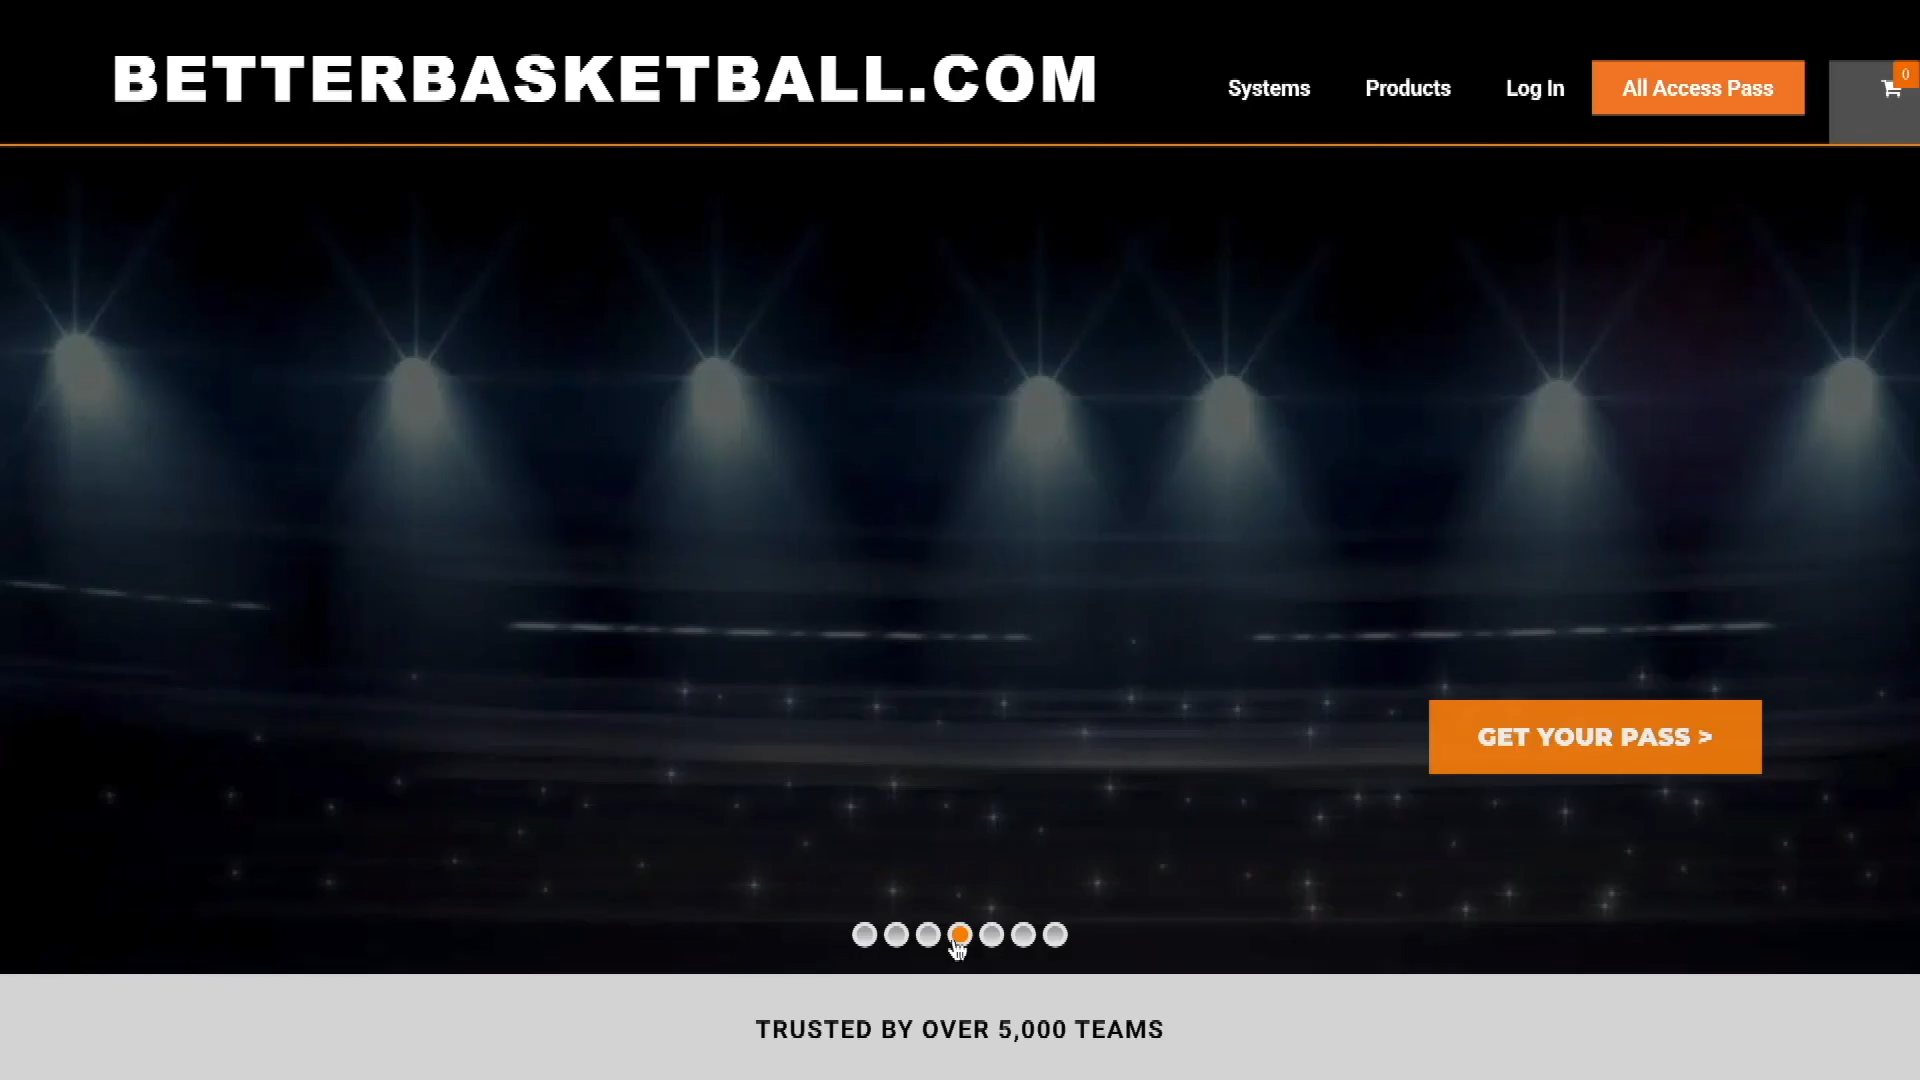 BETTERBASKETBALL.COM
Systems
Products
Log In
All Access Pass
0
GET YOUR PASS >
TRUSTED BY OVER 5,000 TEAMS